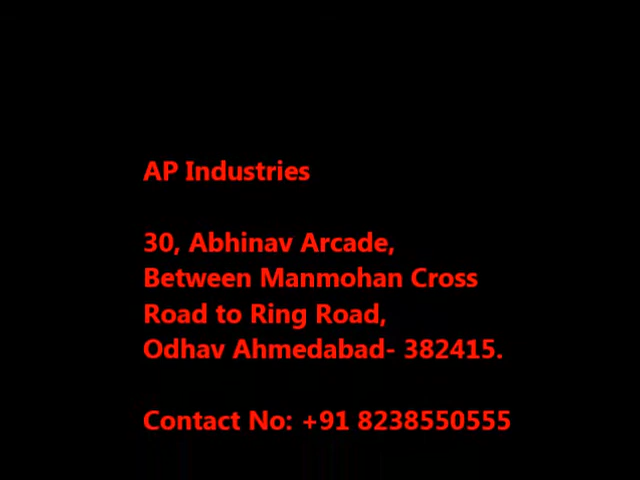 AP Industries
30, Abhinav Arcade,
Between Manmohan Cross
Road to Ring Road,
Odhav Ahmedabad- 382415.
Contact No: +91 8238550555